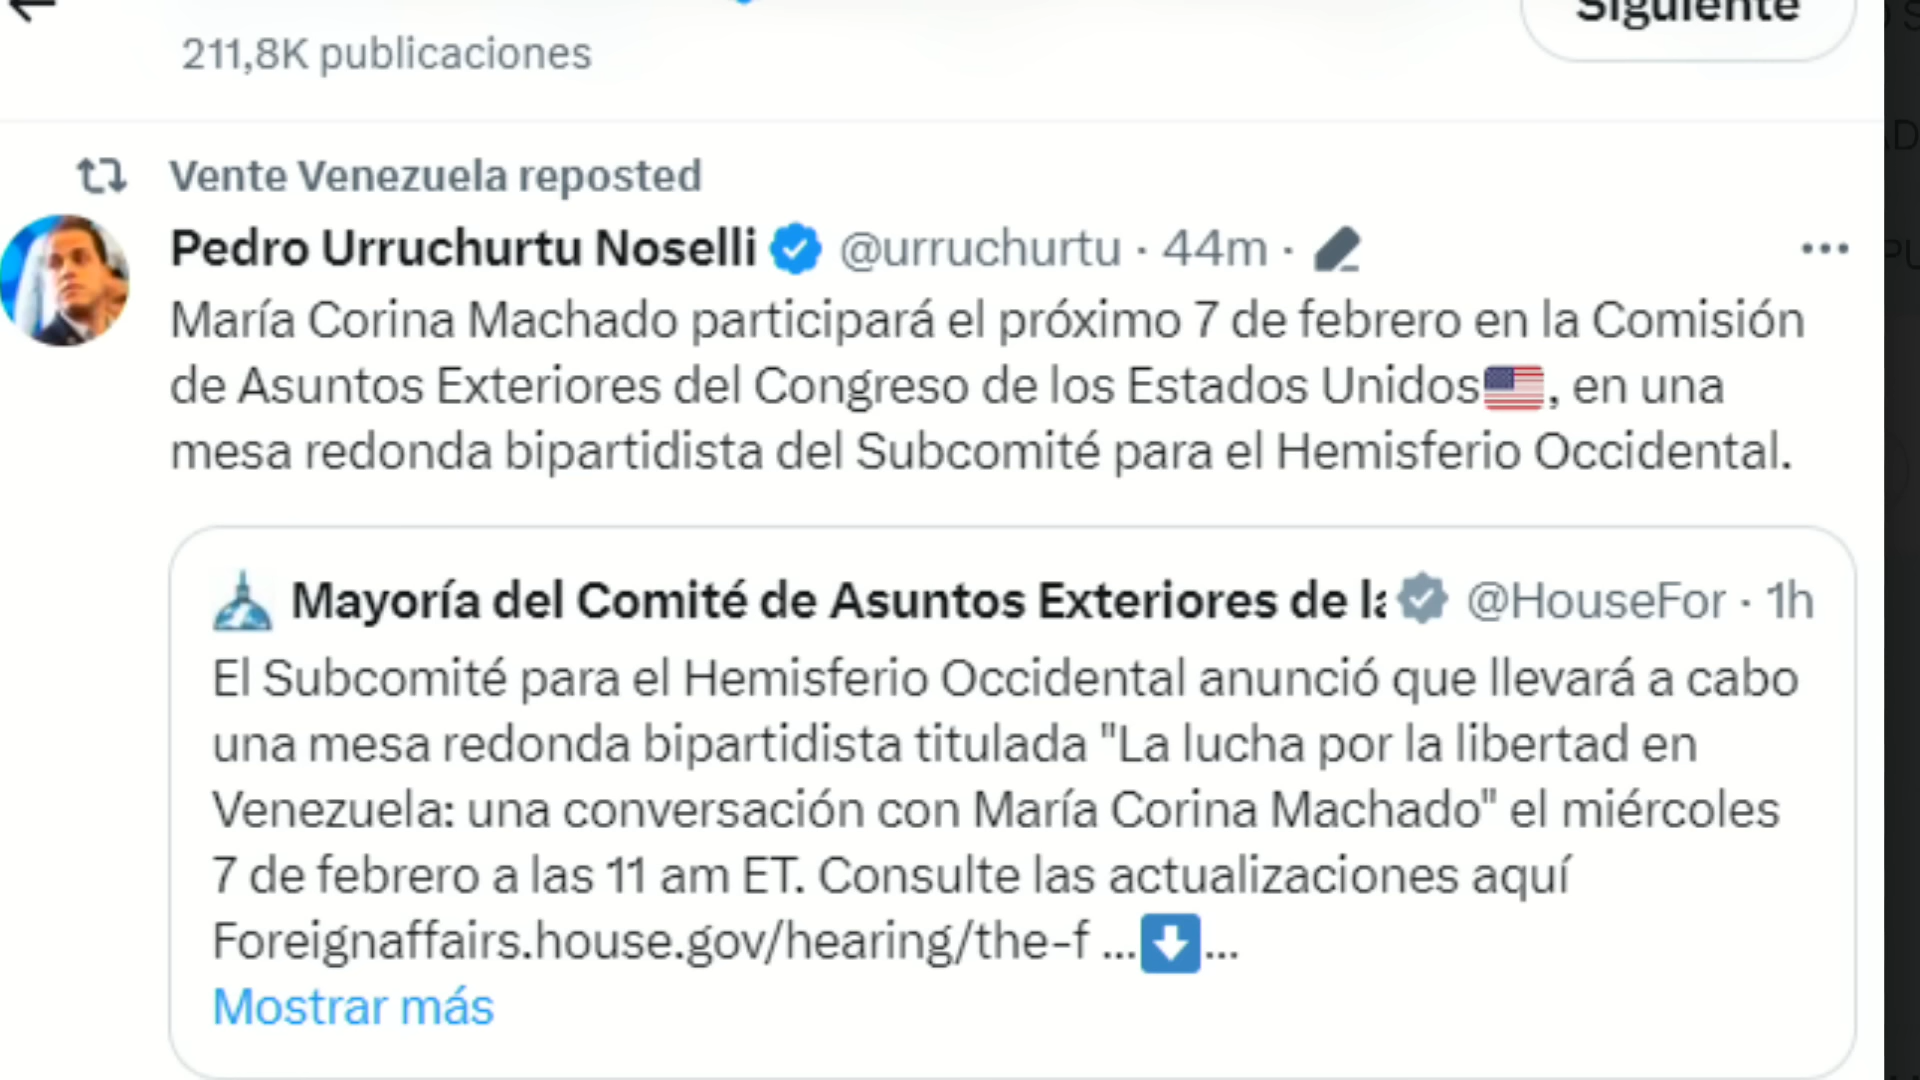 Siguiente
211,8K publicaciones
Vente Venezuela reposted
Pedro Urruchurtu Noselli @urruchurtu · 44m ·
María Corina Machado participará el próximo 7 de febrero en la Comisión
de Asuntos Exteriores del Congreso de los Estados Unidos🇺🇸, en una
mesa redonda bipartidista del Subcomité para el Hemisferio Occidental.
Mayoría del Comité de Asuntos Exteriores de la @HouseFor · 1h
El Subcomité para el Hemisferio Occidental anunció que llevará a cabo
una mesa redonda bipartidista titulada "La lucha por la libertad en
Venezuela: una conversación con María Corina Machado" el miércoles
7 de febrero a las 11 am ET. Consulte las actualizaciones aquí
Foreignaffairs.house.gov/hearing/the-f ...⬇️...
Mostrar más